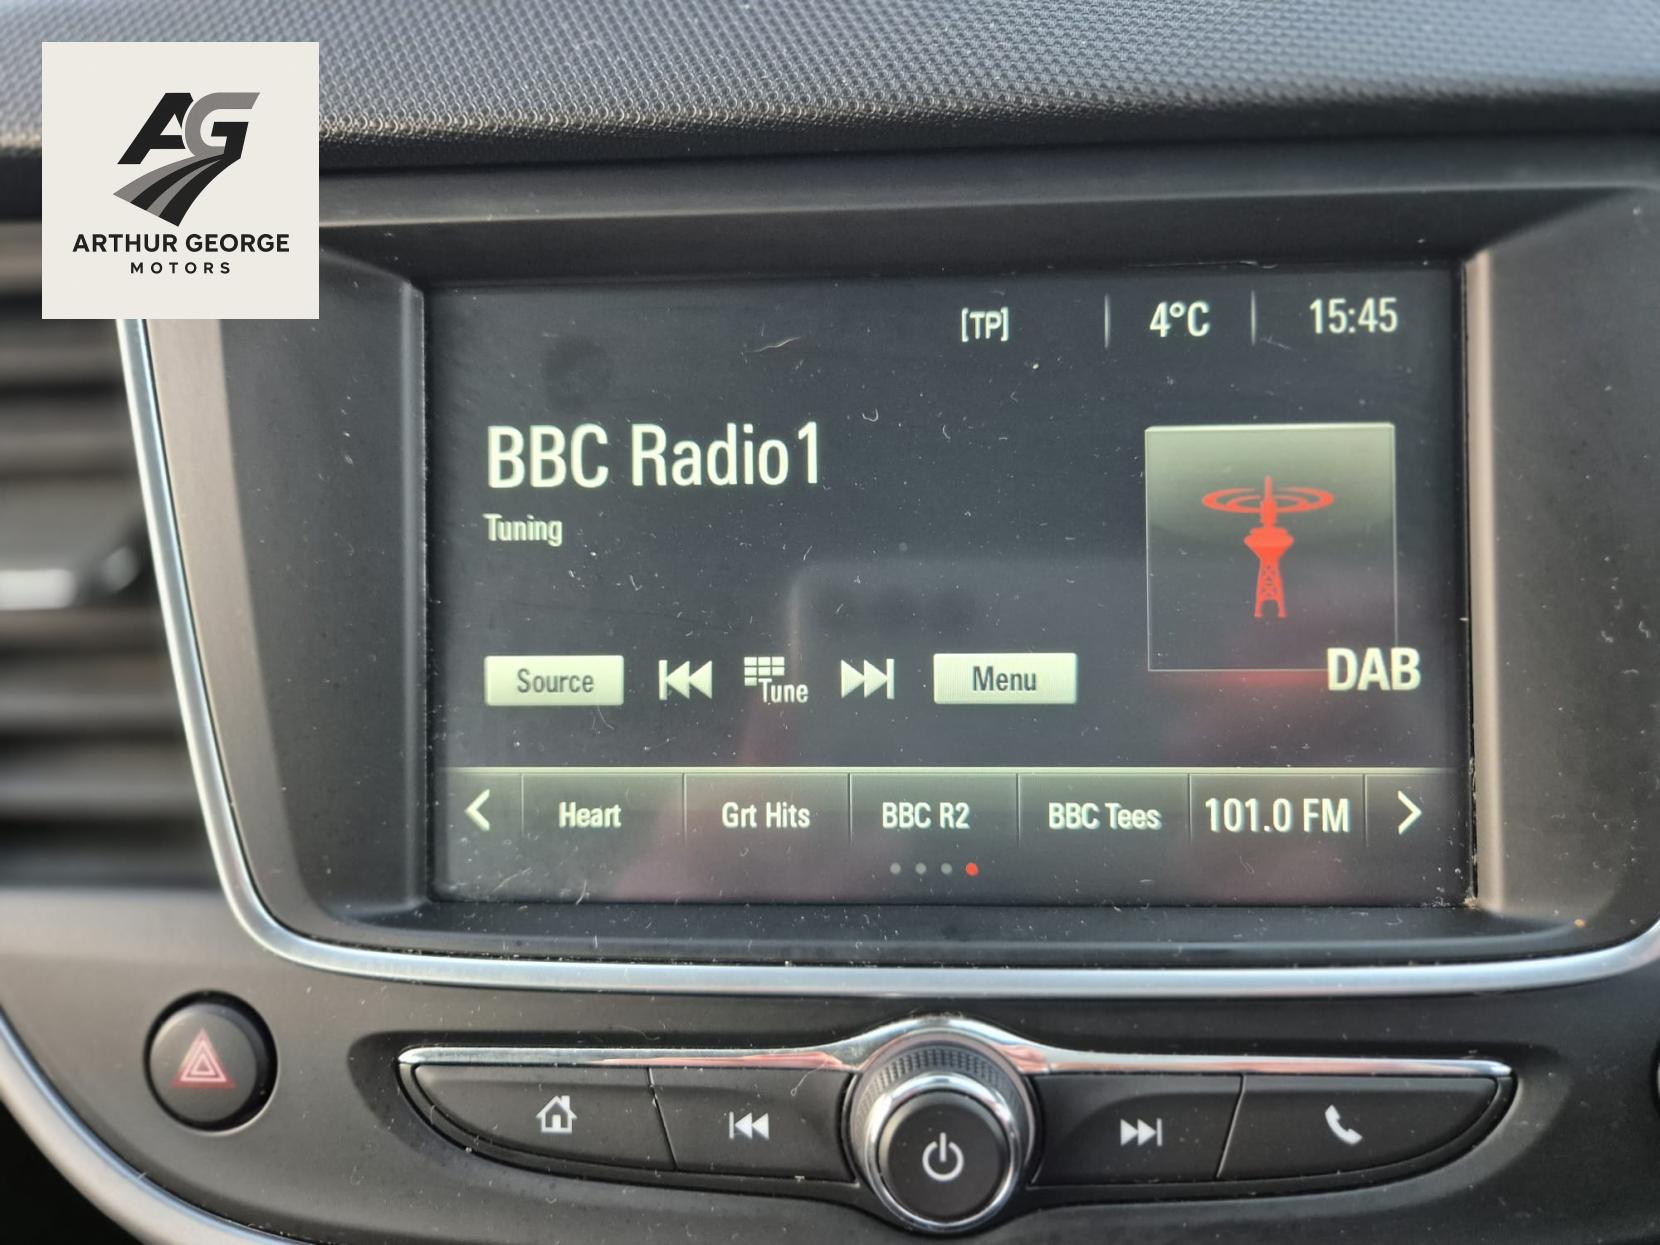 AG
ARTHUR GEORGE
MOTORS
[TP] 4°C 15:45
BBC Radio1
Tuning
Source Tune Menu
DAB
Heart Grt Hits BBC R2 BBC Tees 101.0 FM